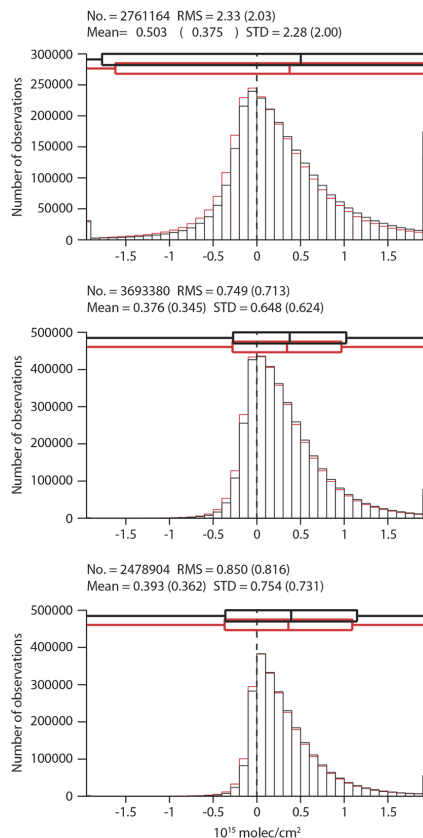 No. = 2761164 RMS = 2.33 (2.03)
Mean= 0.503 ( 0.375 ) STD = 2.28 (2.00)
300000
250000
200000
150000
100000
50000
0
Number of observations
-1.5 -1 -0.5 0 0.5 1 1.5
No. = 3693380 RMS = 0.749 (0.713)
Mean = 0.376 (0.345) STD = 0.648 (0.624)
500000
400000
300000
200000
100000
0
Number of observations
-1.5 -1 -0.5 0 0.5 1 1.5
No. = 2478904 RMS = 0.850 (0.816)
Mean = 0.393 (0.362) STD = 0.754 (0.731)
500000
400000
300000
200000
100000
0
Number of observations
-1.5 -1 -0.5 0 0.5 1 1.5
10¹⁵ molec/cm²